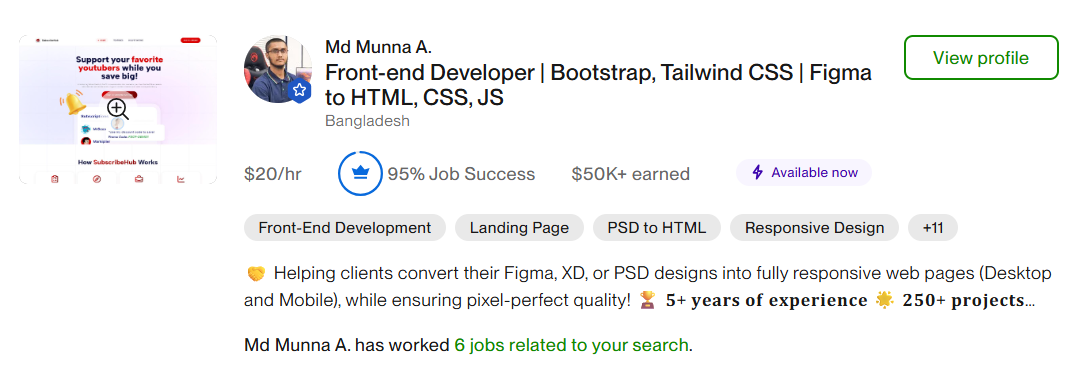 Support your favorite
youtubers while you
save big!
How SubscribeHub Works
Md Munna A.
Front-end Developer | Bootstrap, Tailwind CSS | Figma
to HTML, CSS, JS
Bangladesh
View profile
$20/hr
95% Job Success
$50K+ earned
Available now
Front-End Development
Landing Page
PSD to HTML
Responsive Design
+11
🤝 Helping clients convert their Figma, XD, or PSD designs into fully responsive web pages (Desktop
and Mobile), while ensuring pixel-perfect quality! 🏆 5+ years of experience 🌟 250+ projects...
Md Munna A. has worked 6 jobs related to your search.